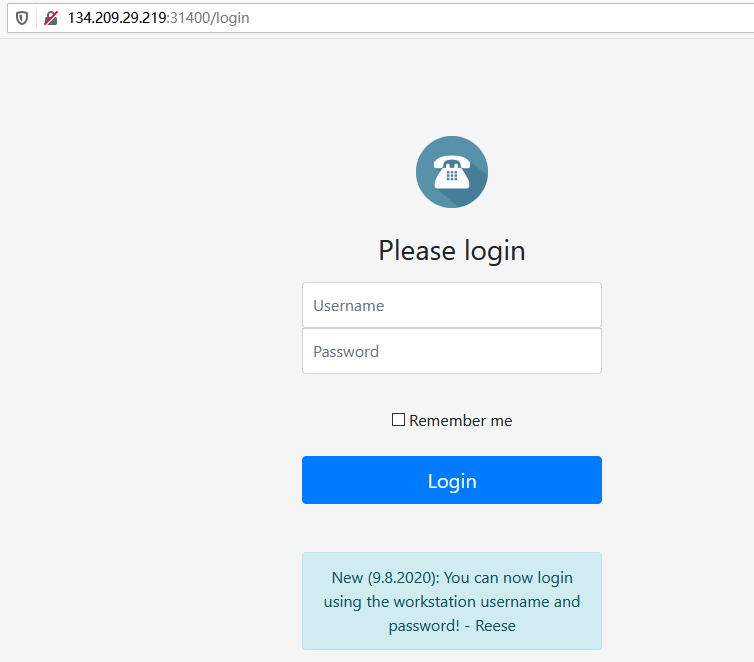 134.209.29.219:31400/login
Please login
Username
Password
Remember me
Login
New (9.8.2020): You can now login
using the workstation username and
password! - Reese